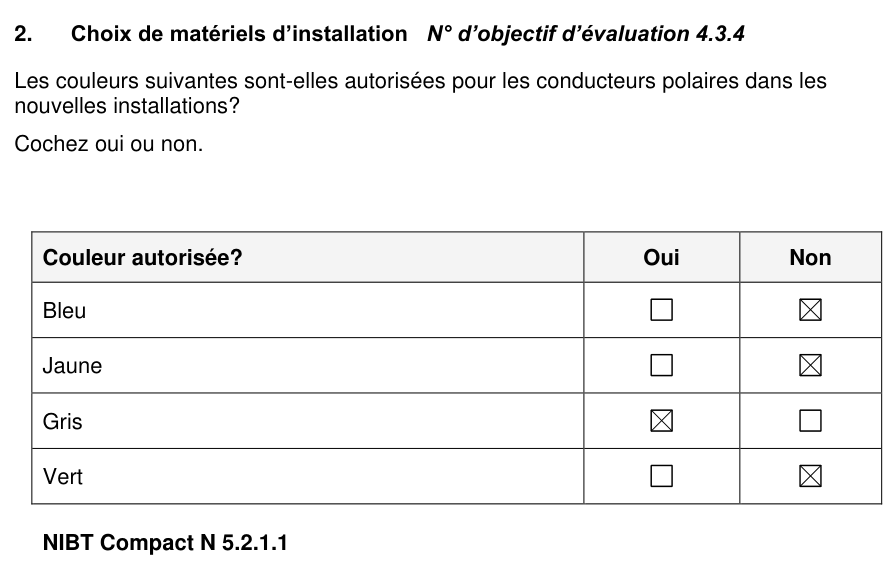 2. Choix de matériels d'installation N° d'objectif d'évaluation 4.3.4
Les couleurs suivantes sont-elles autorisées pour les conducteurs polaires dans les
nouvelles installations?
Cochez oui ou non.
Couleur autorisée? Oui Non
Bleu ☐ ☒
Jaune ☐ ☒
Gris ☒ ☐
Vert ☐ ☒
NIBT Compact N 5.2.1.1